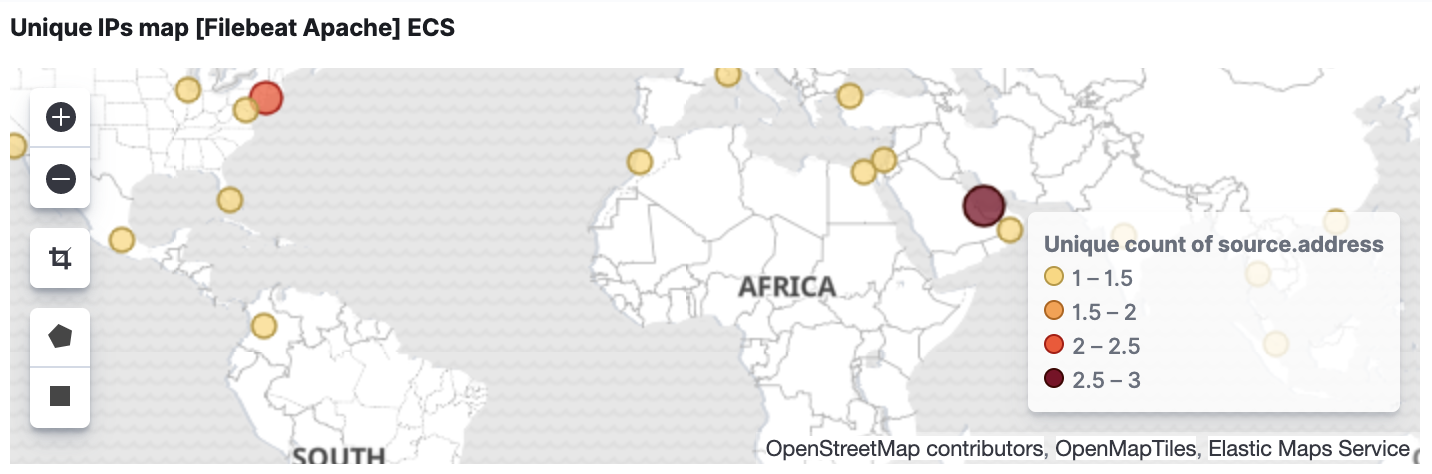 Unique IPs map [Filebeat Apache] ECS
Unique count of source.address
1 – 1.5
AFRICA
1.5 – 2
2 – 2.5
2.5 – 3
SOUTH
OpenStreetMap contributors, OpenMapTiles, Elastic Maps Service